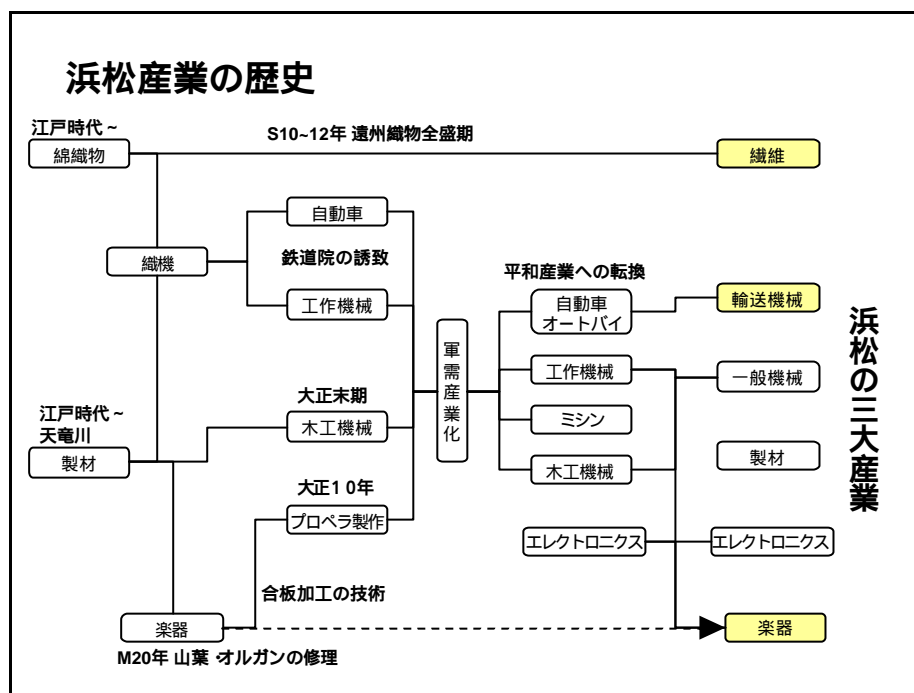 浜松産業の歴史
江戸時代~
綿織物
S10~12年 遠州織物全盛期
繊維
自動車
織機
鉄道院の誘致
工作機械
平和産業への転換
自動車
オートバイ
輸送機械
軍需産業化
工作機械
一般機械
大正末期
木工機械
ミシン
江戸時代~
天竜川
製材
木工機械
製材
大正10年
プロペラ製作
エレクトロニクス
エレクトロニクス
合板加工の技術
楽器
楽器
M20年 山葉・オルガンの修理
浜松の三大産業